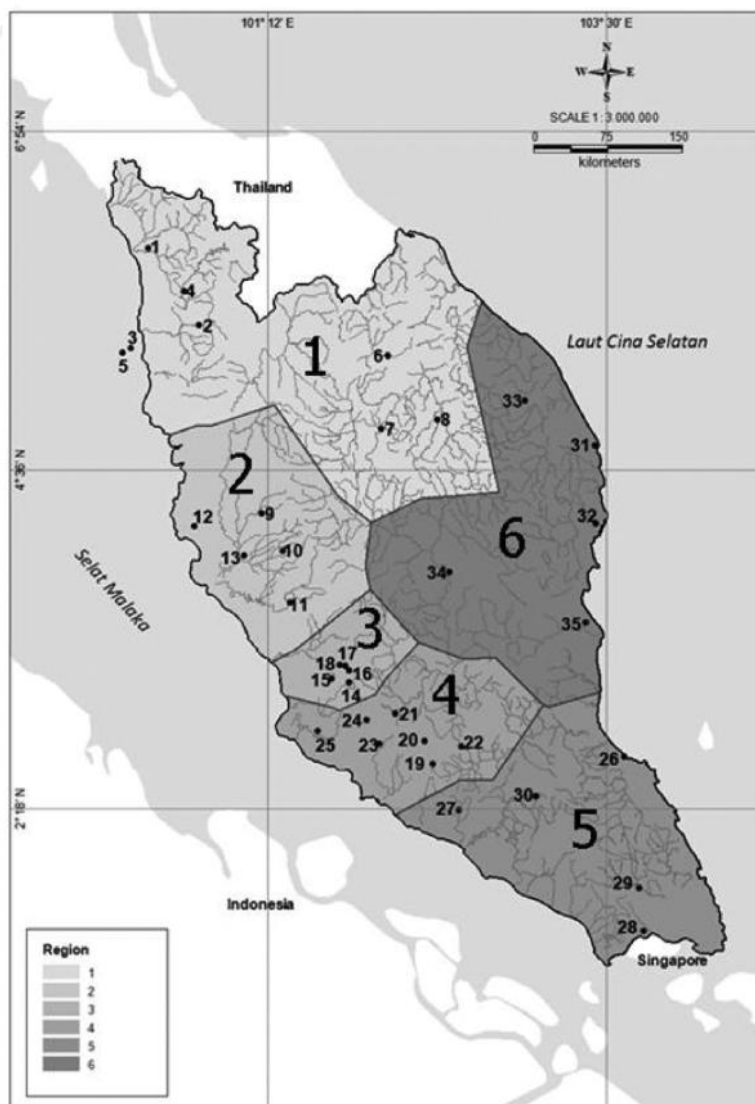 101°12' E
103°30' E
N
W E
S
SCALE 1 : 3.000.000
0 75 150
kilometers
6°54' N
Thailand
1
4
2
3
5
1
6
Laut Cina Selatan
33
7
8
31
4°36' N
2
12
9
32
6
13
10
34
11
Selat Malaka
3
35
17
18
16
15
14
4
24
21
25
23
20
22
19
26
2°18' N
27
30
5
29
Indonesia
28
Singapore
Region
1
2
3
4
5
6